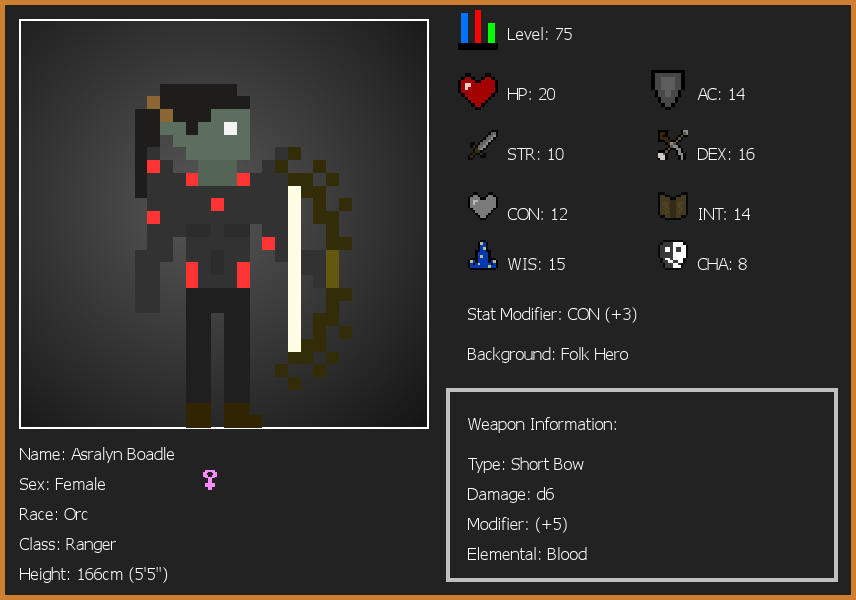 Level: 75
HP: 20
AC: 14
STR: 10
DEX: 16
CON: 12
INT: 14
WIS: 15
CHA: 8
Stat Modifier: CON (+3)
Background: Folk Hero
Weapon Information:
Type: Short Bow
Damage: d6
Modifier: (+5)
Elemental: Blood
Name: Asralyn Boadle
Sex: Female
Race: Orc
Class: Ranger
Height: 166cm (5'5")